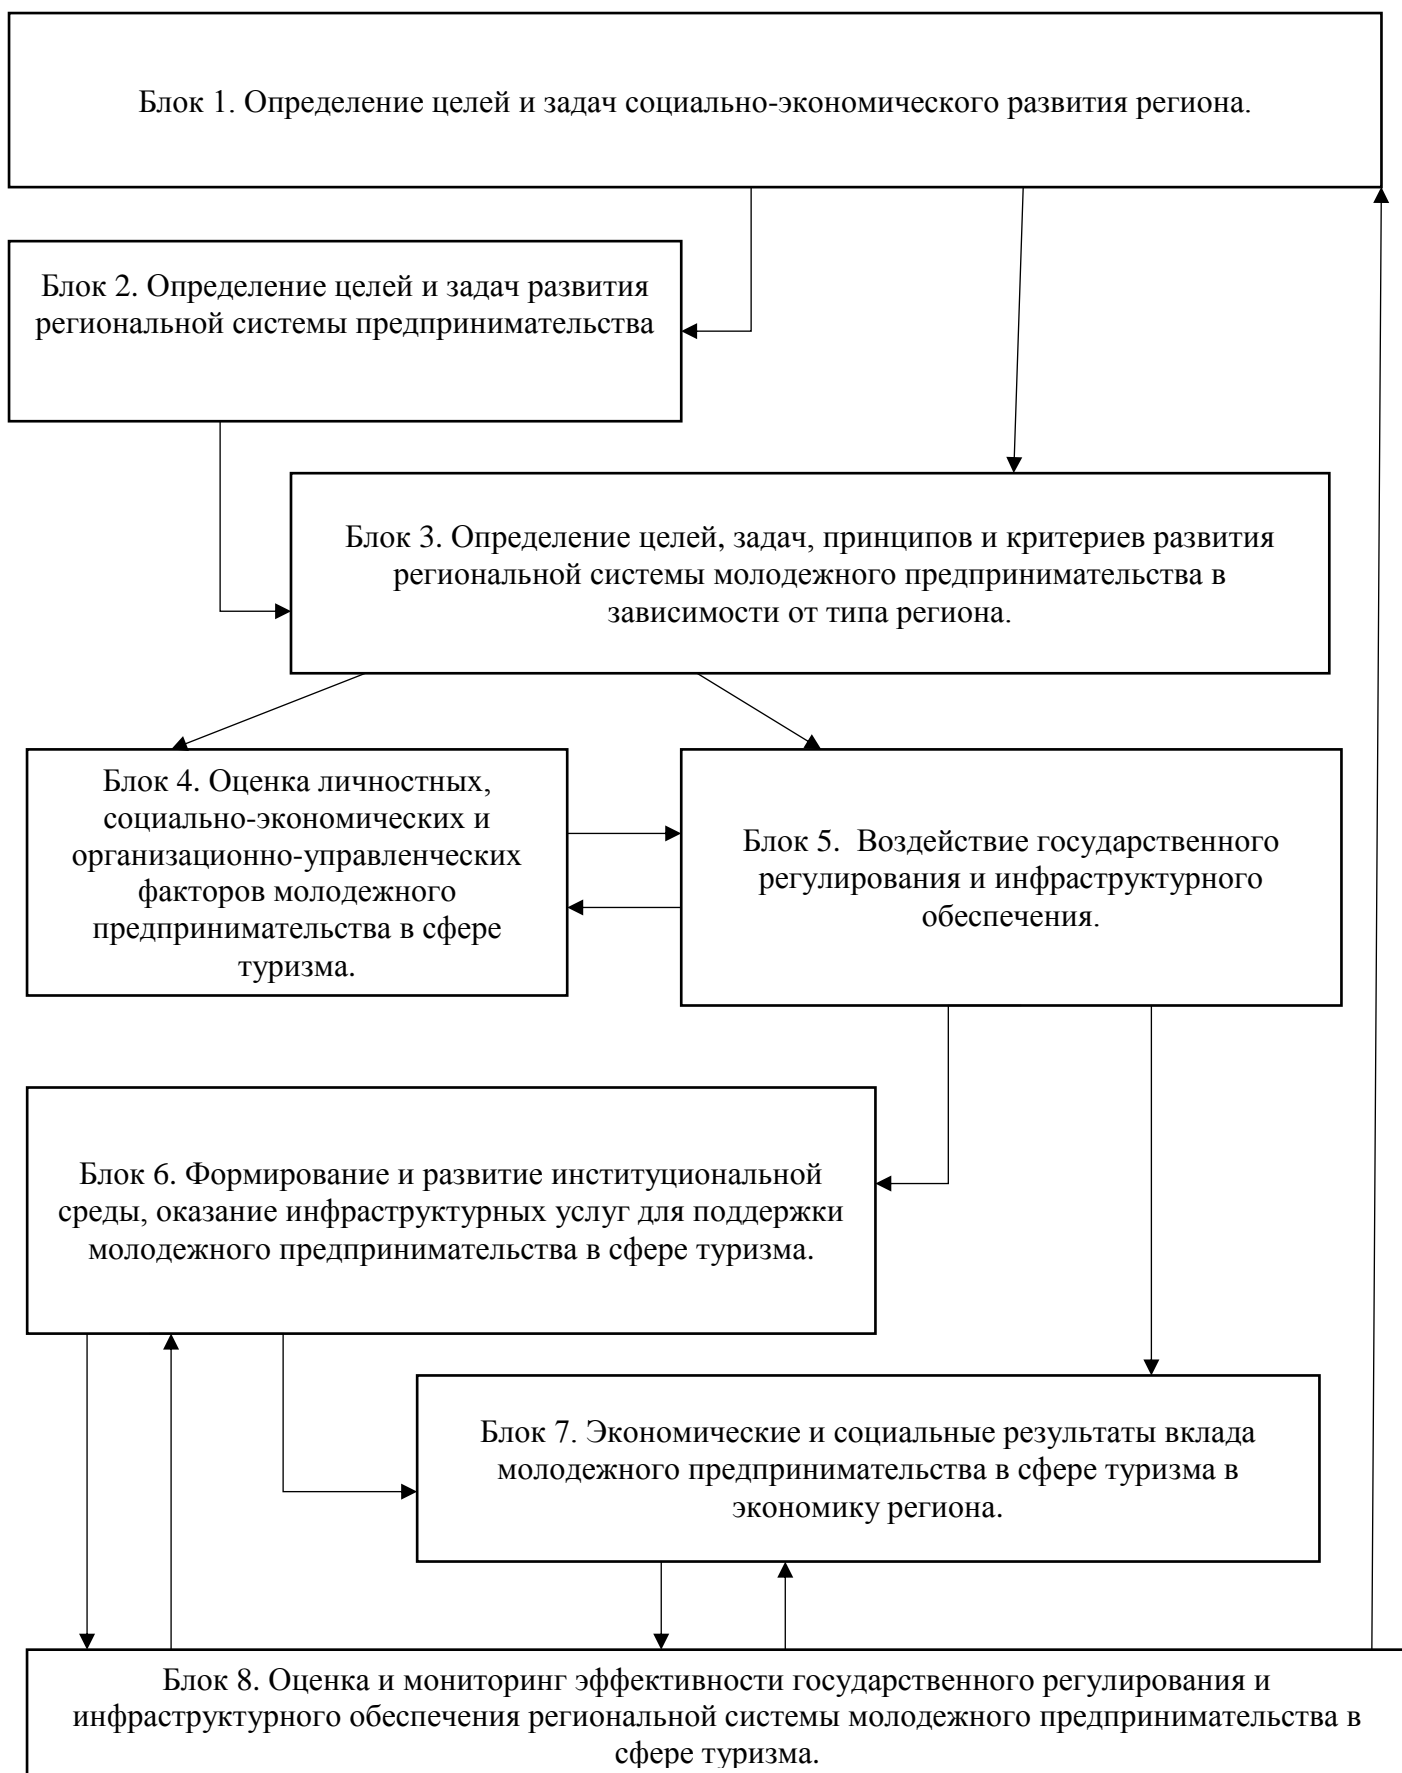 Блок 1. Определение целей и задач социально-экономического развития региона.
Блок 2. Определение целей и задач развития
региональной системы предпринимательства
Блок 3. Определение целей, задач, принципов и критериев развития
региональной системы молодежного предпринимательства в
зависимости от типа региона.
Блок 4. Оценка личностных,
социально-экономических и
организационно-управленческих
факторов молодежного
предпринимательства в сфере
туризма.
Блок 5.  Воздействие государственного
регулирования и инфраструктурного
обеспечения.
Блок 6. Формирование и развитие институциональной
среды, оказание инфраструктурных услуг для поддержки
молодежного предпринимательства в сфере туризма.
Блок 7. Экономические и социальные результаты вклада
молодежного предпринимательства в сфере туризма в
экономику региона.
Блок 8. Оценка и мониторинг эффективности государственного регулирования и
инфраструктурного обеспечения региональной системы молодежного предпринимательства в
сфере туризма.